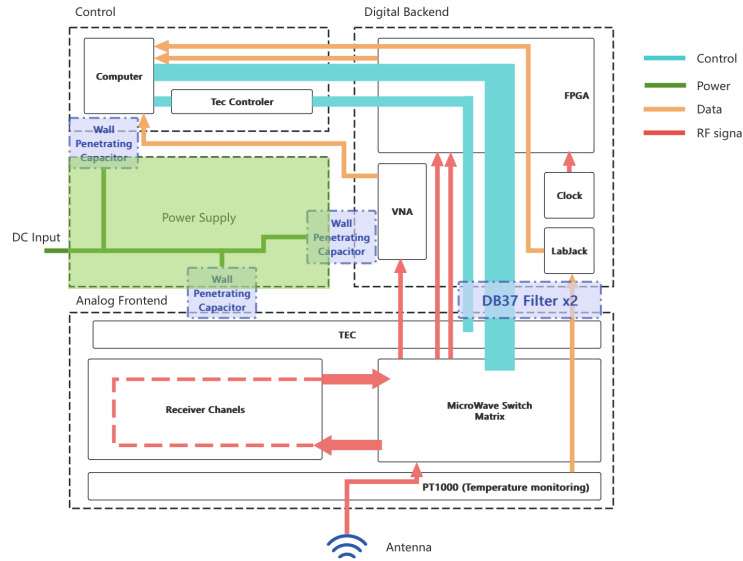 Control
Digital Backend
Computer
Tec Controler
FPGA
Control
Power
Data
RF signa
Wall
Penetrating
Capacitor
VNA
Clock
Power Supply
DC Input
Wall
Penetrating
Capacitor
LabJack
Wall
Penetrating
Capacitor
DB37 Filter x2
Analog Frontend
TEC
Receiver Chanels
MicroWave Switch
Matrix
PT1000 (Temperature monitoring)
Antenna